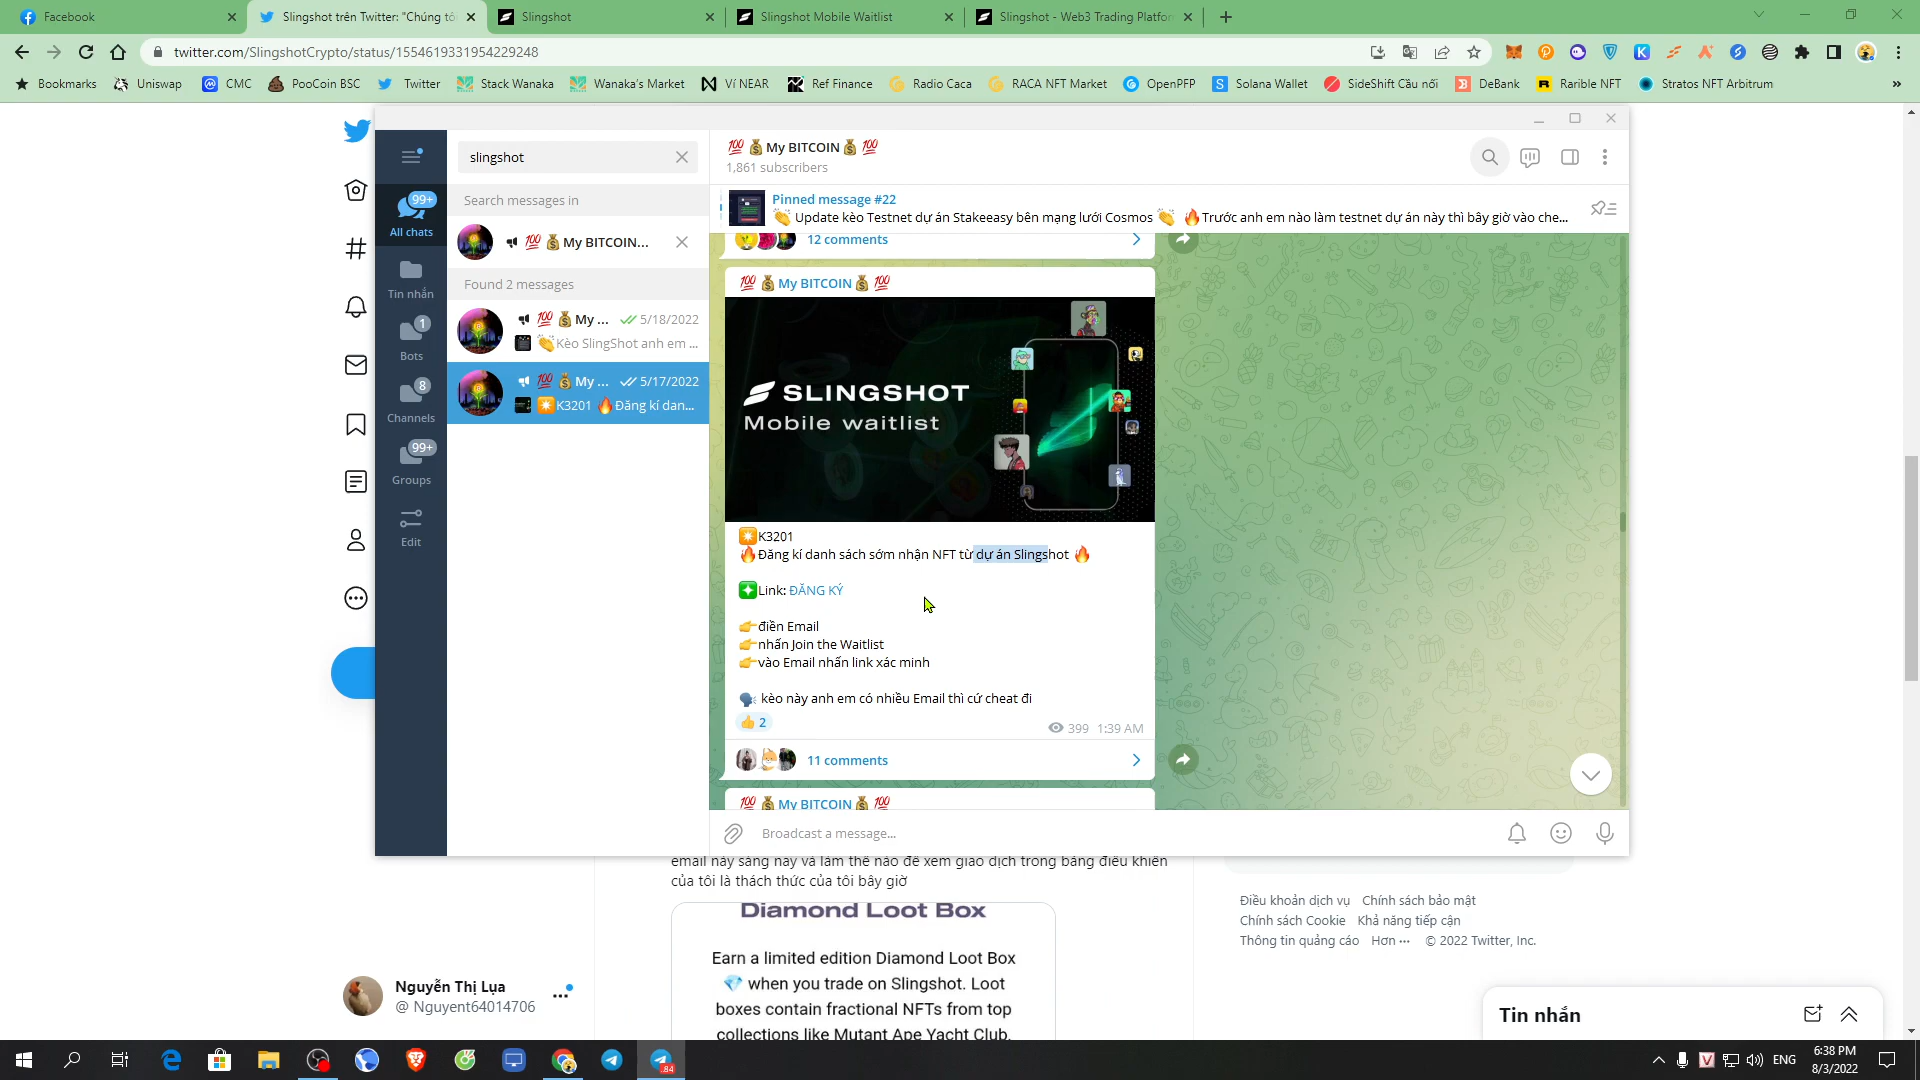 Facebook
Slingshot trên Twitter: "Chúng tôi
Slingshot
Slingshot Mobile Waitlist
Slingshot - Web3 Trading Platform
twitter.com/SlingshotCrypto/status/1554619331954229248
Bookmarks
Uniswap
CMC
PooCoin BSC
Twitter
Stack Wanaka
Wanaka's Market
Ví NEAR
Ref Finance
Radio Caca
RACA NFT Market
OpenPFP
Solana Wallet
SideShift Cầu nối
DeBank
Rarible NFT
Stratos NFT Arbitrum
99+
All chats
Tin nhắn
1
Bots
8
Channels
99+
Groups
Edit
slingshot
Search messages in
💯 💰 My BITCOIN...
Found 2 messages
💯 💰 My ... 5/18/2022
👏Kèo SlingShot anh em ...
💯 💰 My ... 5/17/2022
✴️K3201 🔥Đăng kí dan...
💯 💰 My BITCOIN 💰 💯
1,861 subscribers
Pinned message #22
👏 Update kèo Testnet dự án Stakeeasy bên mạng lưới Cosmos 👏 🔥Trước anh em nào làm testnet dự án này thì bây giờ vào che...
12 comments
💯 💰 My BITCOIN 💰 💯
SLINGSHOT
Mobile waitlist
✴️K3201
🔥Đăng kí danh sách sớm nhận NFT từ dự án Slingshot 🔥
❇️Link: ĐĂNG KÝ
👉điền Email
👉nhấn Join the Waitlist
👉vào Email nhấn link xác minh
🗣 kèo này anh em có nhiều Email thì cứ cheat đi
👍 2
399 1:39 AM
11 comments
💯 💰 My BITCOIN 💰 💯
Broadcast a message...
email này sáng nay và làm thế nào để xem giao dịch trong bảng điều khiển
của tôi là thách thức của tôi bây giờ
Diamond Loot Box
Earn a limited edition Diamond Loot Box
💎 when you trade on Slingshot. Loot
boxes contain fractional NFTs from top
collections like Mutant Ape Yacht Club.
Điều khoản dịch vụ Chính sách bảo mật
Chính sách Cookie Khả năng tiếp cận
Thông tin quảng cáo Hơn ··· © 2022 Twitter, Inc.
Nguyễn Thị Lụa
@ Nguyent64014706
Tin nhắn
84
ENG
6:38 PM
8/3/2022